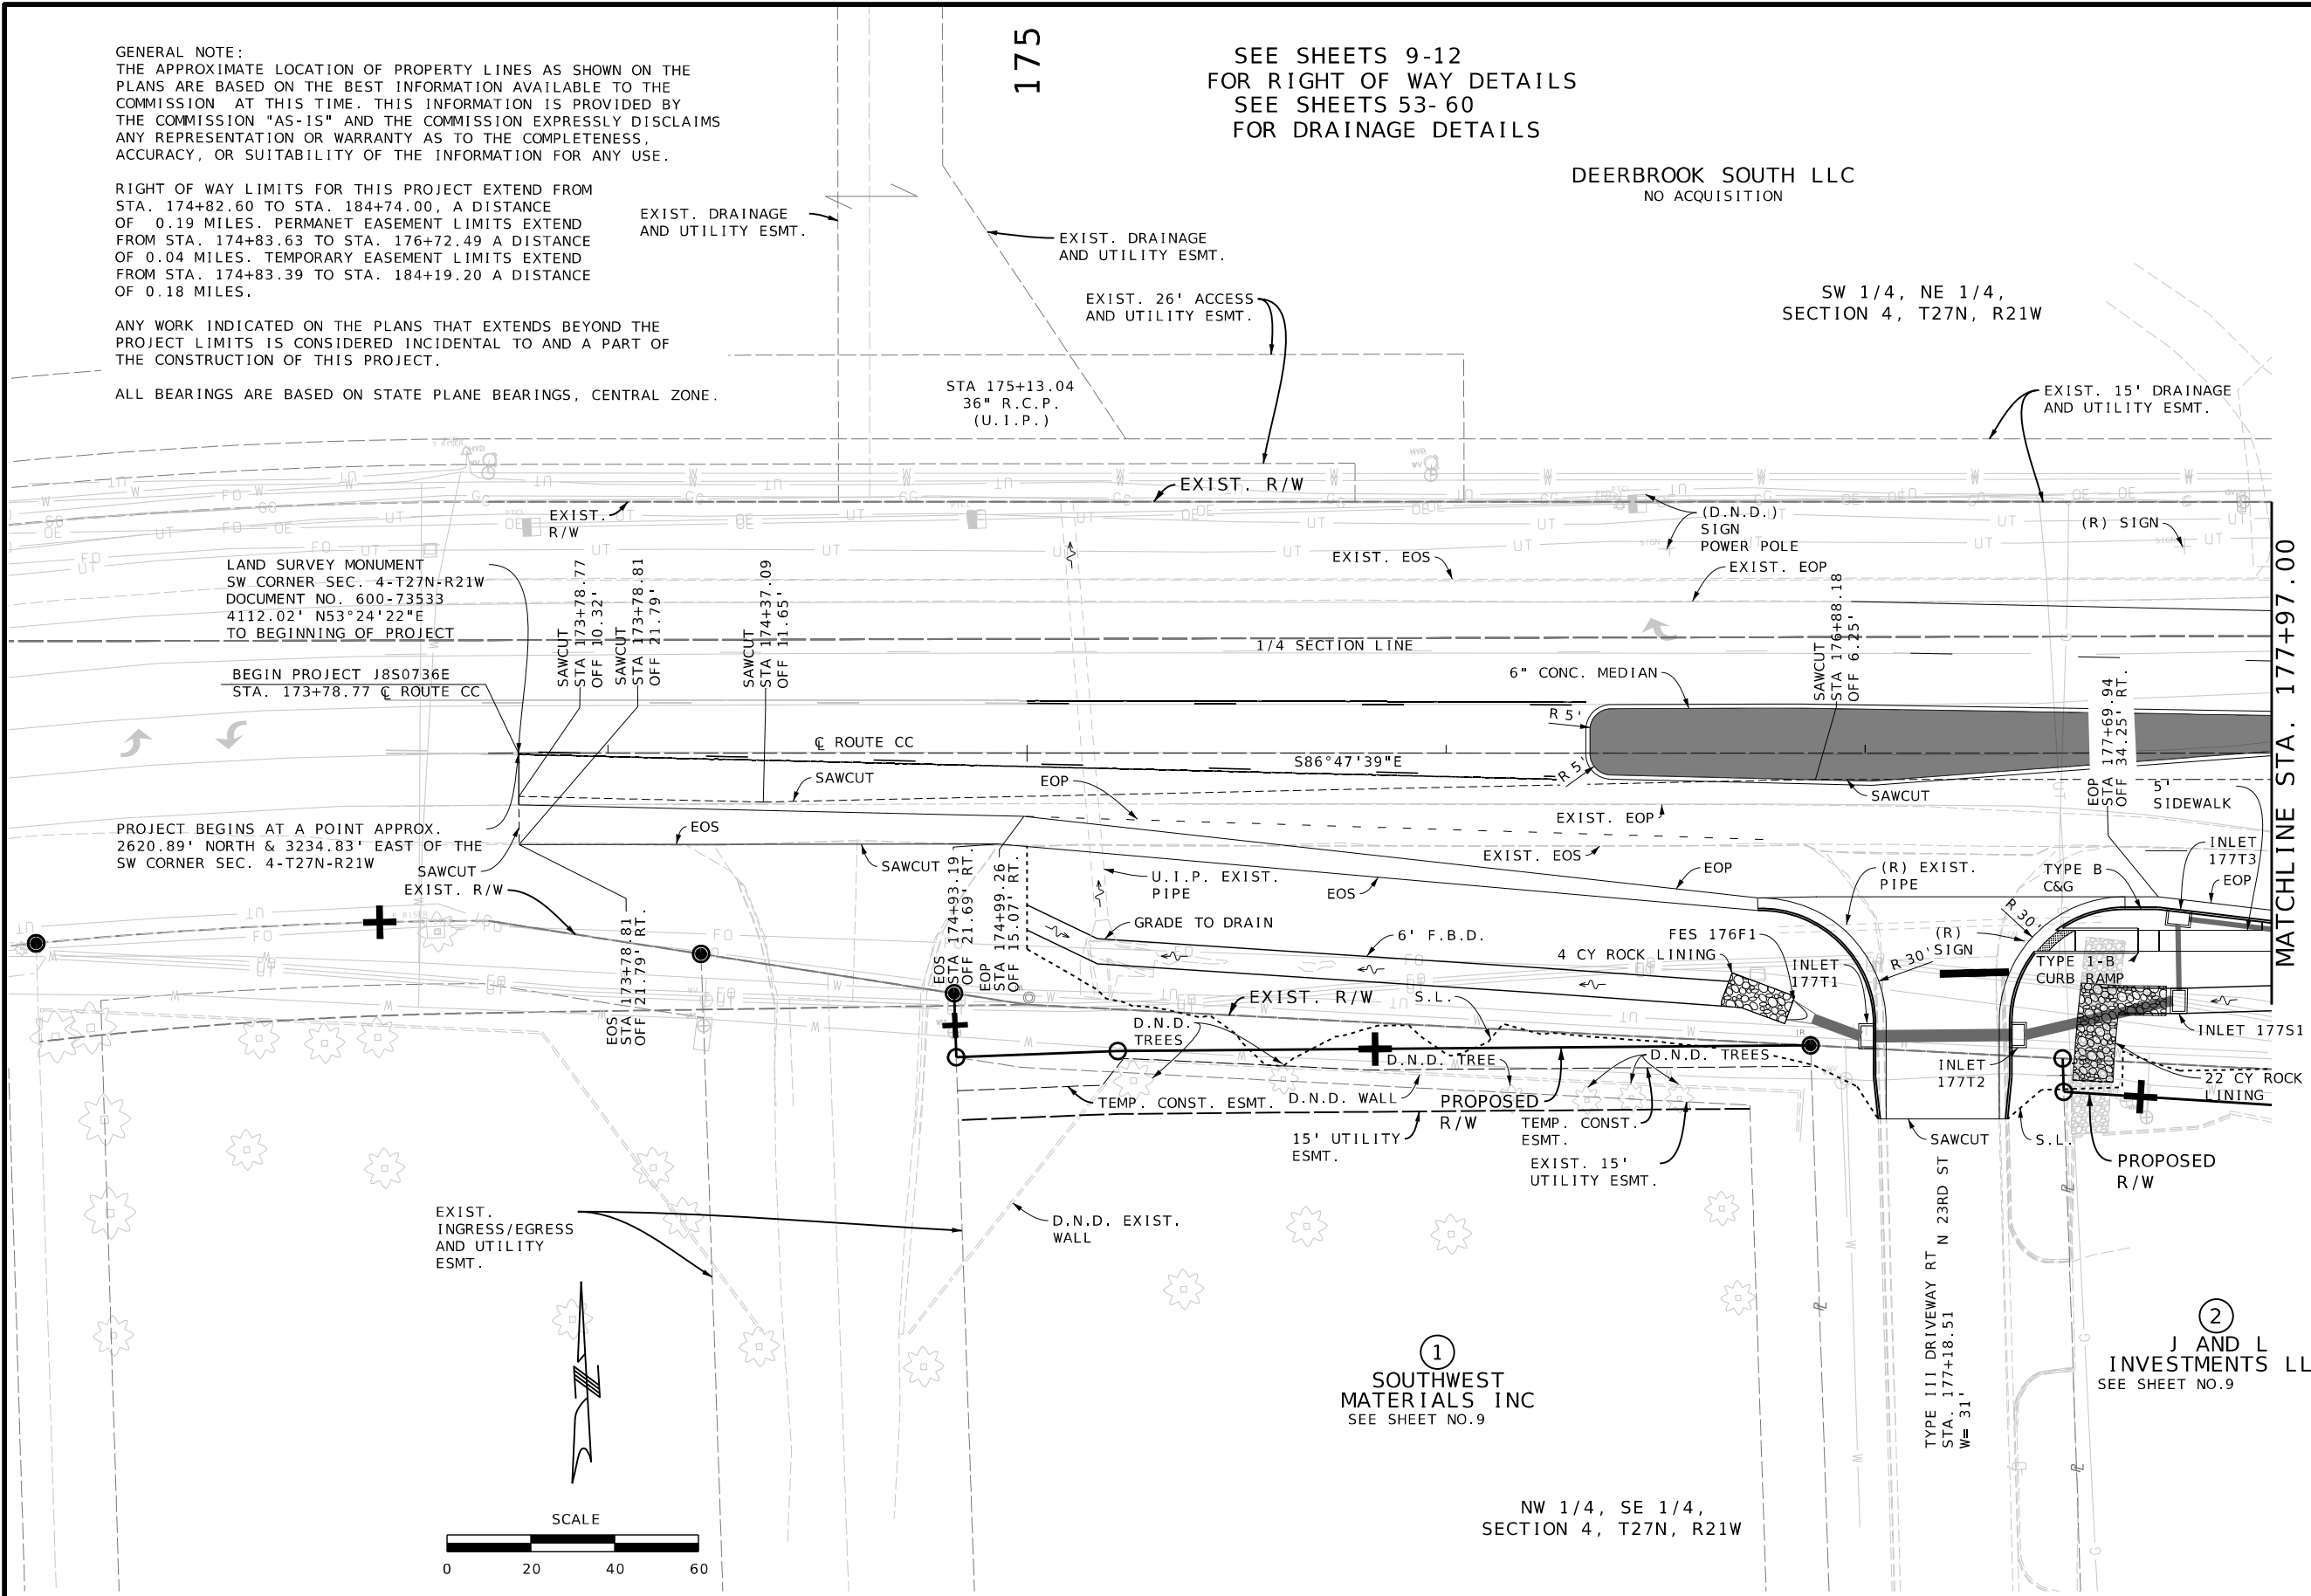 GENERAL NOTE:
THE APPROXIMATE LOCATION OF PROPERTY LINES AS SHOWN ON THE
PLANS ARE BASED ON THE BEST INFORMATION AVAILABLE TO THE
COMMISSION AT THIS TIME. THIS INFORMATION IS PROVIDED BY
THE COMMISSION "AS-IS" AND THE COMMISSION EXPRESSLY DISCLAIMS
ANY REPRESENTATION OR WARRANTY AS TO THE COMPLETENESS,
ACCURACY, OR SUITABILITY OF THE INFORMATION FOR ANY USE.
RIGHT OF WAY LIMITS FOR THIS PROJECT EXTEND FROM
STA. 174+82.60 TO STA. 184+74.00, A DISTANCE
OF 0.19 MILES. PERMANET EASEMENT LIMITS EXTEND
FROM STA. 174+83.63 TO STA. 176+72.49 A DISTANCE
OF 0.04 MILES. TEMPORARY EASEMENT LIMITS EXTEND
FROM STA. 174+83.39 TO STA. 184+19.20 A DISTANCE
OF 0.18 MILES.
ANY WORK INDICATED ON THE PLANS THAT EXTENDS BEYOND THE
PROJECT LIMITS IS CONSIDERED INCIDENTAL TO AND A PART OF
THE CONSTRUCTION OF THIS PROJECT.
ALL BEARINGS ARE BASED ON STATE PLANE BEARINGS, CENTRAL ZONE.
175
SEE SHEETS 9-12
FOR RIGHT OF WAY DETAILS
SEE SHEETS 53-60
FOR DRAINAGE DETAILS
DEERBROOK SOUTH LLC
NO ACQUISITION
EXIST. DRAINAGE
AND UTILITY ESMT.
EXIST. DRAINAGE
AND UTILITY ESMT.
EXIST. 26' ACCESS
AND UTILITY ESMT.
SW 1/4, NE 1/4,
SECTION 4, T27N, R21W
STA 175+13.04
36" R.C.P.
(U.I.P.)
EXIST. 15' DRAINAGE
AND UTILITY ESMT.
EXIST. R/W
EXIST.
R/W
(D.N.D.)
SIGN
POWER POLE
(R) SIGN
EXIST. EOS
EXIST. EOP
LAND SURVEY MONUMENT
SW CORNER SEC. 4-T27N-R21W
DOCUMENT NO. 600-73533
4112.02' N53°24'22"E
TO BEGINNING OF PROJECT
SAWCUT
STA 173+78.77
OFF 10.32'
SAWCUT
STA 173+78.81
OFF 21.79'
SAWCUT
STA 174+37.09
OFF 11.65'
SAWCUT
STA 176+88.18
OFF 6.25'
1/4 SECTION LINE
BEGIN PROJECT J8S0736E
STA. 173+78.77 ℄ ROUTE CC
6" CONC. MEDIAN
R 5'
R 5'
℄ ROUTE CC
S86°47'39"E
SAWCUT
EOP
SAWCUT
EOP
STA 177+69.94
OFF 34.25' RT.
5'
SIDEWALK
MATCHLINE STA. 177+97.00
PROJECT BEGINS AT A POINT APPROX.
2620.89' NORTH & 3234.83' EAST OF THE
SW CORNER SEC. 4-T27N-R21W
EOS
SAWCUT
SAWCUT
EXIST. R/W
EXIST. EOP
EXIST. EOS
EOP
EOS
U.I.P. EXIST.
PIPE
(R) EXIST.
PIPE
TYPE B
C&G
INLET
177T3
EOP
EOS
STA 173+78.81
OFF 21.79' RT.
EOS
STA 174+93.19
OFF 21.69' RT.
EOP
STA 174+99.26
OFF 15.07' RT.
GRADE TO DRAIN
6' F.B.D.
FES 176F1
4 CY ROCK LINING
INLET
177T1
R 30'
R 30'
(R)
SIGN
TYPE 1-B
CURB RAMP
EXIST. R/W
S.L.
D.N.D.
TREES
D.N.D. TREE
D.N.D. TREES
INLET
177T2
INLET 177S1
22 CY ROCK
LINING
TEMP. CONST. ESMT.
D.N.D. WALL
PROPOSED
R/W
TEMP. CONST.
ESMT.
15' UTILITY
ESMT.
EXIST. 15'
UTILITY ESMT.
SAWCUT
S.L.
PROPOSED
R/W
EXIST.
INGRESS/EGRESS
AND UTILITY
ESMT.
D.N.D. EXIST.
WALL
TYPE III DRIVEWAY RT N 23RD ST
STA. 177+18.51
W= 31'
1
SOUTHWEST
MATERIALS INC
SEE SHEET NO.9
2
J AND L
INVESTMENTS LL
SEE SHEET NO.9
NW 1/4, SE 1/4,
SECTION 4, T27N, R21W
SCALE
0 20 40 60